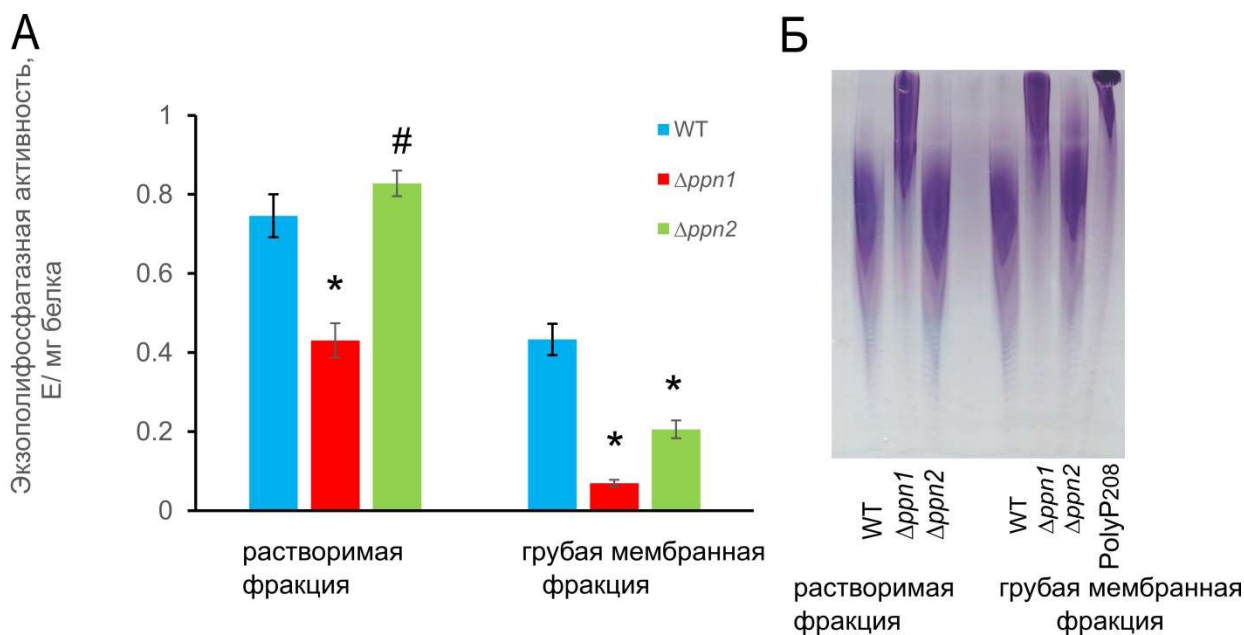 А
Экзополифосфатазная активность,
Е/ мг белка
1
0.8
0.6
0.4
0.2
0
*
#
*
*
WT
Δppn1
Δppn2
растворимая
фракция
грубая мембранная
фракция
Б
WT
Δppn1
Δppn2
WT
Δppn1
Δppn2
PolyP208
растворимая
фракция
грубая мембранная
фракция